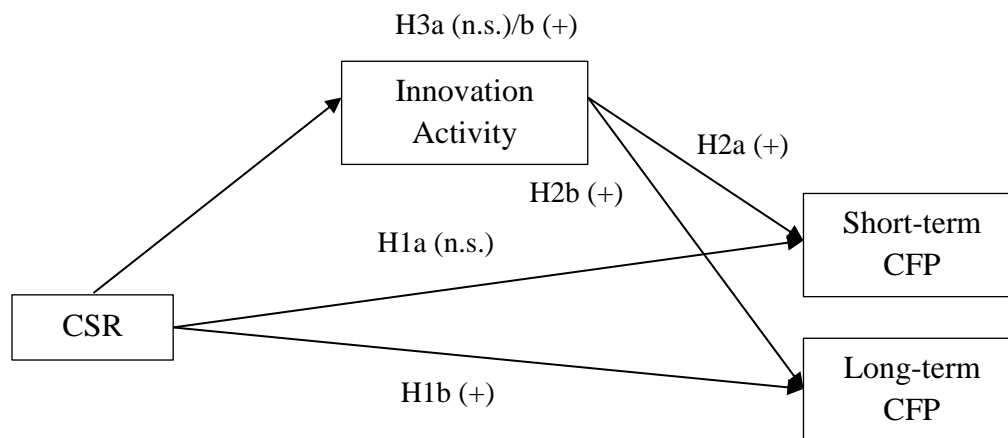 H3a (n.s.)/b (+)
Innovation
Activity
H2a (+)
H2b (+)
Short-term
CFP
H1a (n.s.)
CSR
Long-term
CFP
H1b (+)